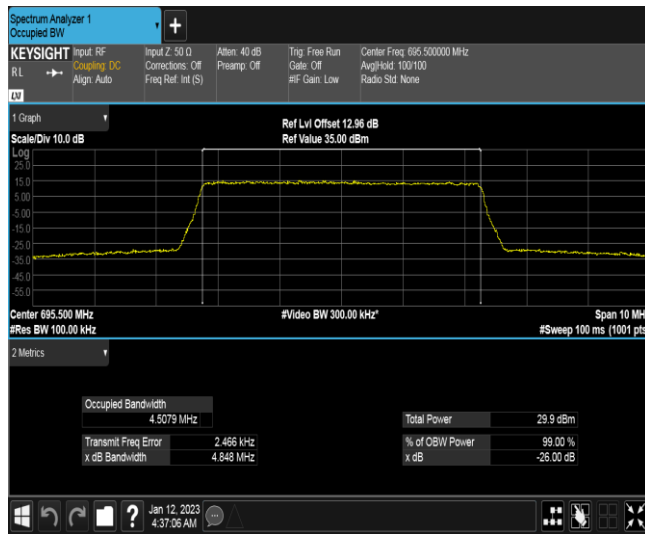 Spectrum Analyzer 1
Occupied BW
+
KEYSIGHT
RL
LXI
Input: RF
Coupling: DC
Align: Auto
Input Z: 50 Ω
Corrections: Off
Freq Ref: Int (S)
Atten: 40 dB
Preamp: Off
Trig: Free Run
Gate: Off
#IF Gain: Low
Center Freq: 695.500000 MHz
Avg|Hold: 100/100
Radio Std: None
1 Graph
Scale/Div 10.0 dB
Ref Lvl Offset 12.96 dB
Ref Value 35.00 dBm
Log
25.0
15.0
5.00
-5.00
-15.0
-25.0
-35.0
-45.0
-55.0
Center 695.500 MHz
#Res BW 100.00 kHz
#Video BW 300.00 kHz*
Span 10 MH
#Sweep 100 ms (1001 pts
2 Metrics
Occupied Bandwidth
4.5079 MHz
Transmit Freq Error 2.466 kHz
x dB Bandwidth 4.848 MHz
Total Power 29.9 dBm
% of OBW Power 99.00 %
x dB -26.00 dB
?
Jan 12, 2023
4:37:06 AM